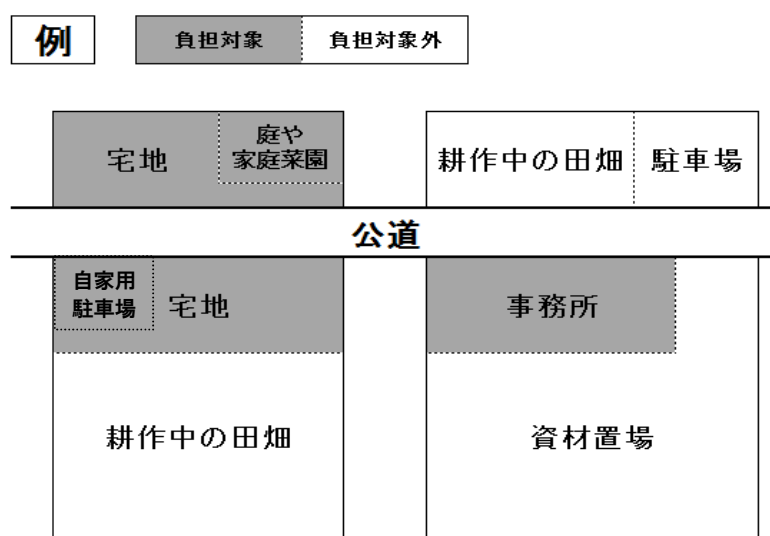 例
負担対象
負担対象外
宅地
庭や
家庭菜園
耕作中の田畑
駐車場
公道
自家用
駐車場
宅地
事務所
耕作中の田畑
資材置場